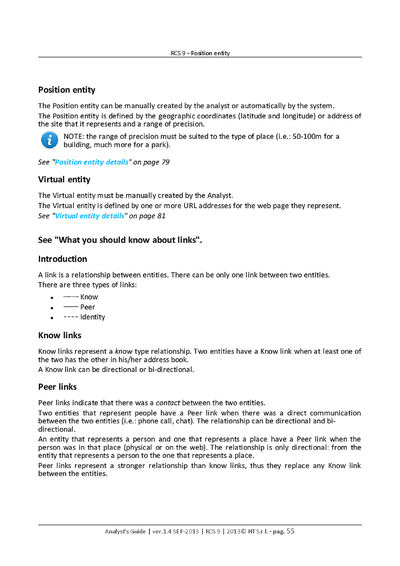 RCS 9 - Position entity
Position entity
The Position entity can be manually created by the analyst or automatically by the system.
The Position entity is defined by the geographic coordinates (latitude and longitude) or address of
the site that it represents and a range of precision.
NOTE: the range of precision must be suited to the type of place (i.e.: 50-100m for a
building, much more for a park).
See "Position entity details" on page 79
Virtual entity
The Virtual entity must be manually created by the Analyst.
The Virtual entity is defined by one or more URL addresses for the web page they represent.
See "Virtual entity details" on page 81
See "What you should know about links".
Introduction
A link is a relationship between entities. There can be only one link between two entities.
There are three types of links:
• Know
• Peer
• Identity
Know links
Know links represent a know type relationship. Two entities have a Know link when at least one of
the two has the other in his/her address book.
A Know link can be directional or bi-directional.
Peer links
Peer links indicate that there was a contact between the two entities.
Two entities that represent people have a Peer link when there was a direct communication
between the two entities (i.e.: phone call, chat). The relationship can be directional and bi-
directional.
An entity that represents a person and one that represents a place have a Peer link when the
person was in that place (physical or on the web). The relationship is only directional: from the
entity that represents a person to the one that represents a place.
Peer links represent a stronger relationship than know links, thus they replace any Know link
between the entities.
Analyst's Guide | ver.1.4 SEP-2013 | RCS 9 | 2013© HT S.r.l. - pag. 55